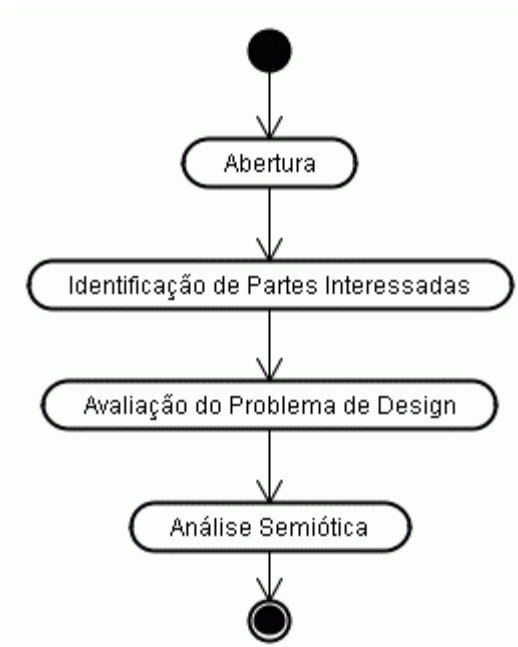 Abertura
Identificação de Partes Interessadas
Avaliação do Problema de Design
Análise Semiótica